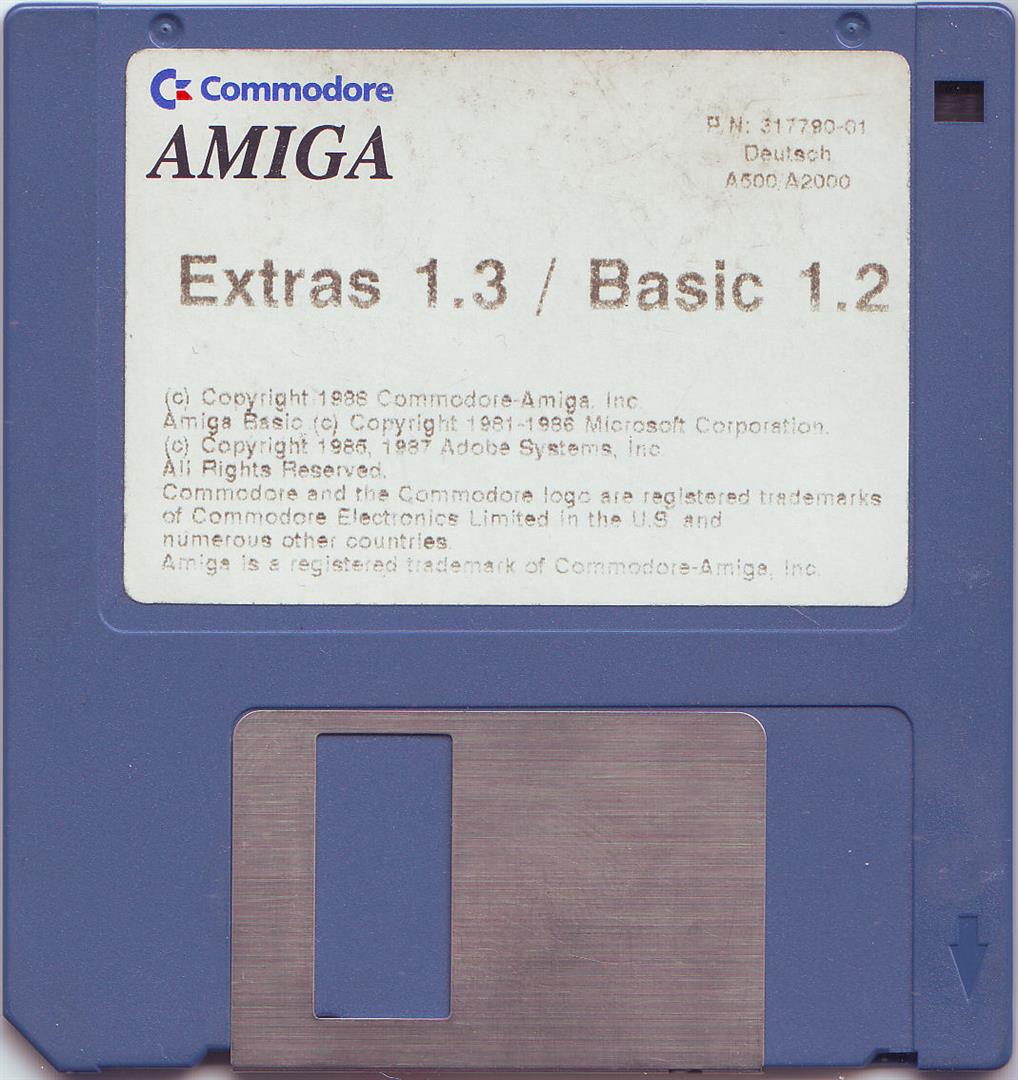 Commodore
AMIGA
P/N: 317790-01
Deutsch
A500/A2000
Extras 1.3 / Basic 1.2
(c) Copyright 1988 Commodore-Amiga, Inc.
Amiga Basic (c) Copyright 1981-1986 Microsoft Corporation.
(c) Copyright 1985, 1987 Adobe Systems, Inc.
All Rights Reserved.
Commodore and the Commodore logo are registered trademarks
of Commodore Electronics Limited in the U.S. and
numerous other countries.
Amiga is a registered trademark of Commodore-Amiga, Inc.